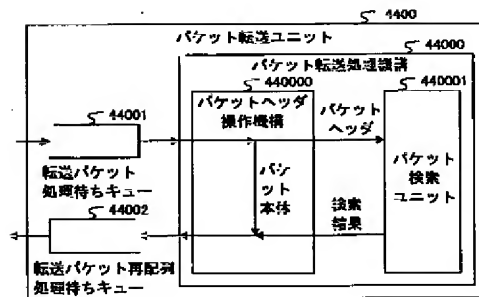 4400
パケット転送ユニット
44000
パケット転送処理機構
440000
440001
44001
パケットヘッダ
操作機構
パケット
ヘッダ
パケット
検索
ユニット
転送パケット
処理待ちキュー
パケ
ット
本体
44002
検索
結果
転送パケット再配列
処理待ちキュー